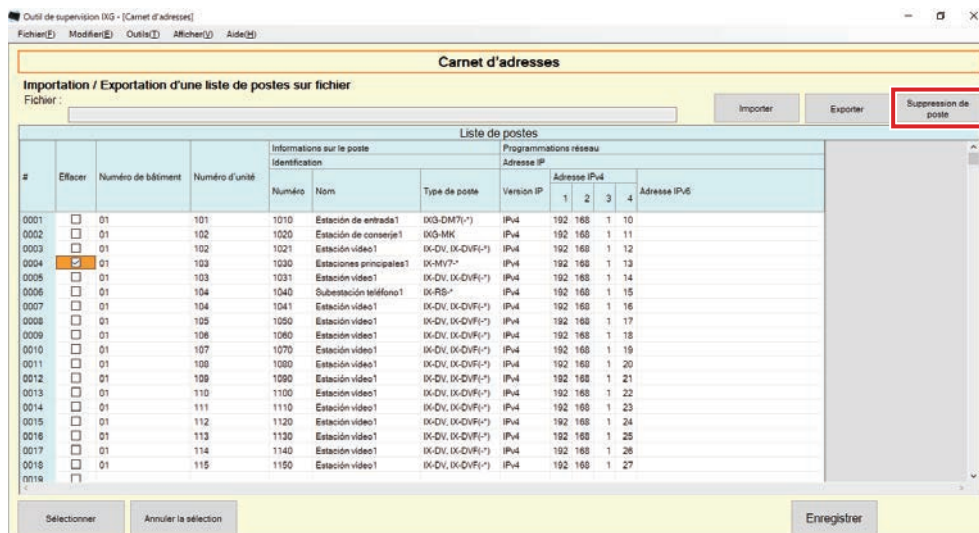 Outil de supervision IXG - [Carnet d'adresses]
Fichier(F) Modifier(E) Outils(T) Afficher(V) Aide(H)
Carnet d'adresses
Importation / Exportation d'une liste de postes sur fichier
Fichier :
Importer Exporter Suppression de
poste
Liste de postes
Informations sur le poste Programmations réseau
Identification Adresse IP
# Effacer Numéro de bâtiment Numéro d'unité Numéro Nom Type de poste Version IP Adresse IPv4 Adresse IPv6
1 2 3 4
0001 01 101 1010 Estación de entrada1 IXG-DM7(-*) IPv4 192 168 1 10
0002 01 102 1020 Estación de conserje1 IXG-MK IPv4 192 168 1 11
0003 01 102 1021 Estación vídeo1 IX-DV, IX-DVF(-*) IPv4 192 168 1 12
0004 01 103 1030 Estaciones principales1 IX-MV7-* IPv4 192 168 1 13
0005 01 103 1031 Estación vídeo1 IX-DV, IX-DVF(-*) IPv4 192 168 1 14
0006 01 104 1040 Subestación teléfono1 IX-RS-* IPv4 192 168 1 15
0007 01 104 1041 Estación vídeo1 IX-DV, IX-DVF(-*) IPv4 192 168 1 16
0008 01 105 1050 Estación vídeo1 IX-DV, IX-DVF(-*) IPv4 192 168 1 17
0009 01 106 1060 Estación vídeo1 IX-DV, IX-DVF(-*) IPv4 192 168 1 18
0010 01 107 1070 Estación vídeo1 IX-DV, IX-DVF(-*) IPv4 192 168 1 19
0011 01 108 1080 Estación vídeo1 IX-DV, IX-DVF(-*) IPv4 192 168 1 20
0012 01 109 1090 Estación vídeo1 IX-DV, IX-DVF(-*) IPv4 192 168 1 21
0013 01 110 1100 Estación vídeo1 IX-DV, IX-DVF(-*) IPv4 192 168 1 22
0014 01 111 1110 Estación vídeo1 IX-DV, IX-DVF(-*) IPv4 192 168 1 23
0015 01 112 1120 Estación vídeo1 IX-DV, IX-DVF(-*) IPv4 192 168 1 24
0016 01 113 1130 Estación vídeo1 IX-DV, IX-DVF(-*) IPv4 192 168 1 25
0017 01 114 1140 Estación vídeo1 IX-DV, IX-DVF(-*) IPv4 192 168 1 26
0018 01 115 1150 Estación vídeo1 IX-DV, IX-DVF(-*) IPv4 192 168 1 27
0019
Sélectionner Annuler la sélection Enregistrer